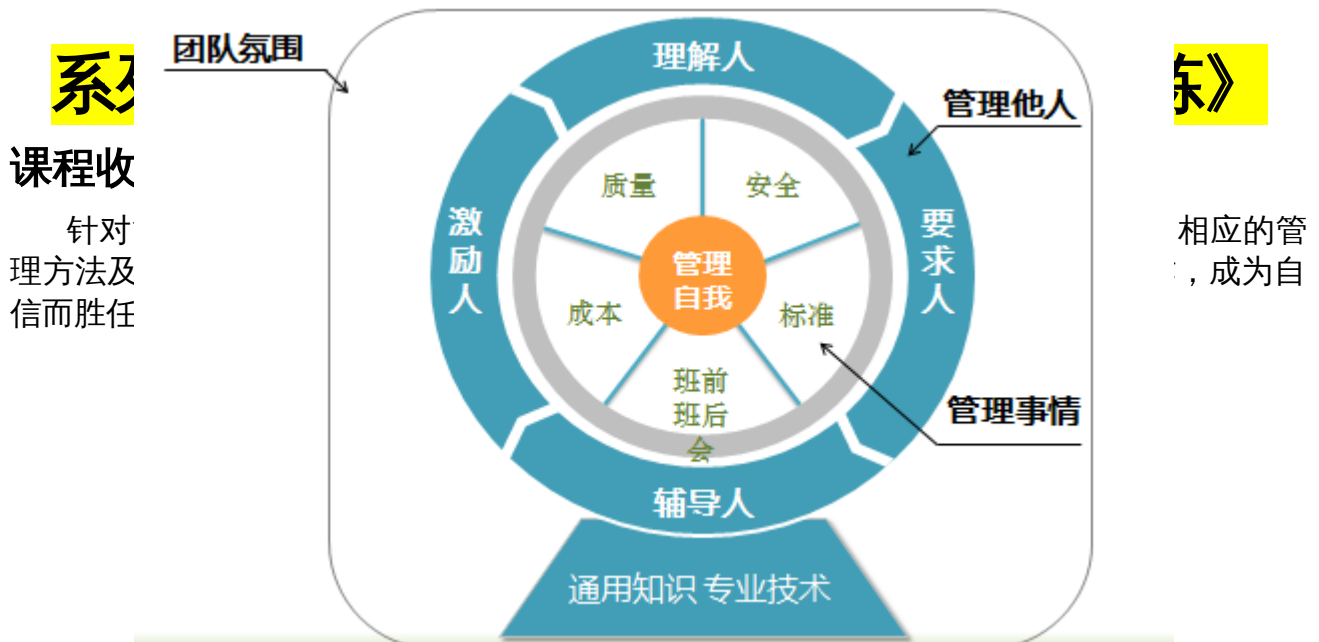 系列
炼》
课程收
针对
相应的管
理方法及
，成为自
信而胜任
团队氛围
理解人
管理他人
质量
安全
激励人
要求人
管理
自我
成本
标准
班前
班后
会
管理事情
辅导人
通用知识 专业技术